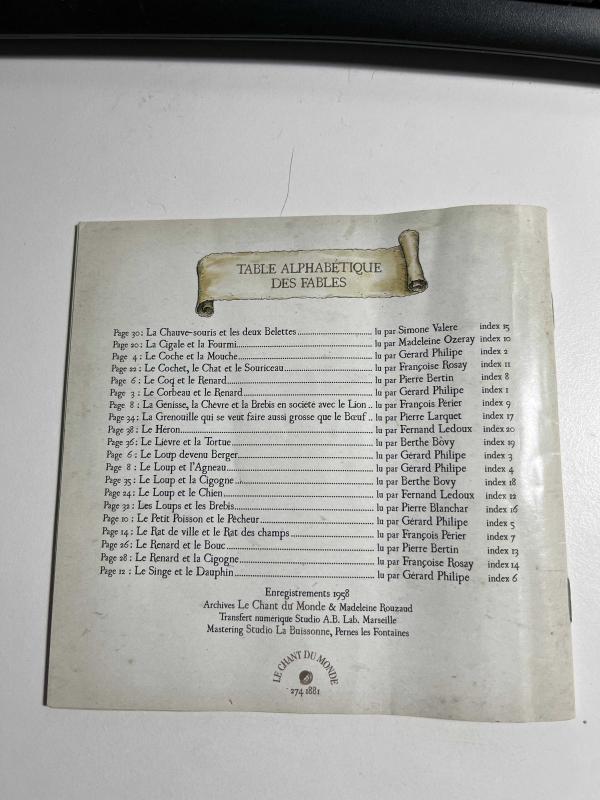 TABLE ALPHABÉTIQUE
DES FABLES
Page 30 : La Chauve-souris et les deux Belettes ... lu par Simone Valere index 15
Page 20 : La Cigale et la Fourmi ... lu par Madeleine Ozeray index 10
Page 4 : Le Coche et la Mouche ... lu par Gérard Philipe index 2
Page 22 : Le Cochet, le Chat et le Souriceau ... lu par Françoise Rosay index 11
Page 6 : Le Coq et le Renard ... lu par Pierre Bertin index 8
Page 3 : Le Corbeau et le Renard ... lu par Gérard Philipe index 1
Page 8 : La Génisse, la Chèvre et la Brebis en société avec le Lion .. lu par François Périer index 9
Page 34 : La Grenouille qui se veut faire aussi grosse que le Bœuf .. lu par Pierre Larquet index 17
Page 38 : Le Héron ... lu par Fernand Ledoux index 20
Page 36 : Le Lièvre et la Tortue ... lu par Berthe Bovy index 19
Page 6 : Le Loup devenu Berger ... lu par Gérard Philipe index 3
Page 8 : Le Loup et l'Agneau ... lu par Gérard Philipe index 4
Page 35 : Le Loup et la Cigogne ... lu par Berthe Bovy index 18
Page 24 : Le Loup et le Chien ... lu par Fernand Ledoux index 12
Page 32 : Les Loups et les Brebis ... lu par Pierre Blanchar index 16
Page 10 : Le Petit Poisson et le Pêcheur ... lu par Gérard Philipe index 5
Page 14 : Le Rat de ville et le Rat des champs ... lu par François Périer index 7
Page 26 : Le Renard et le Bouc ... lu par Pierre Bertin index 13
Page 28 : Le Renard et la Cigogne ... lu par Françoise Rosay index 14
Page 12 : Le Singe et le Dauphin ... lu par Gérard Philipe index 6
Enregistrements 1958
Archives Le Chant du Monde & Madeleine Rouzaud
Transfert numérique Studio A.B. Lab. Marseille
Mastering Studio La Buissonne, Pernes les Fontaines
LE CHANT DU MONDE
274 1881